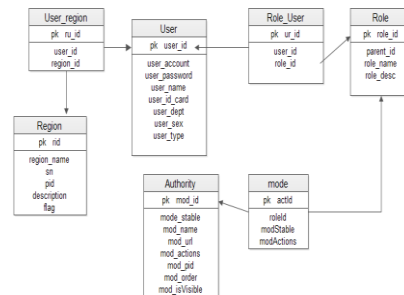 User_region
pk ru_id
user_id
region_id
User
pk user_id
user_account
user_password
user_name
user_id_card
user_dept
user_sex
user_type
Role_User
pk ur_id
user_id
role_id
Role
pk role_id
parent_id
role_name
role_desc
Region
pk rid
region_name
sn
pid
description
flag
Authority
pk mod_id
mode_stable
mod_name
mod_url
mod_actions
mod_pid
mod_order
mod_isVisible
mode
pk actId
roleId
modStable
modActions